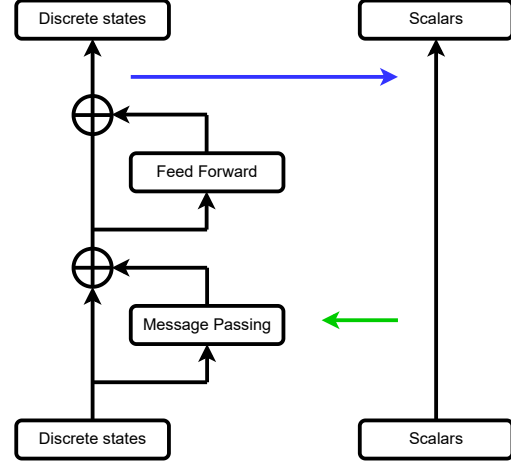 Discrete states
Scalars
Feed Forward
Message Passing
Discrete states
Scalars